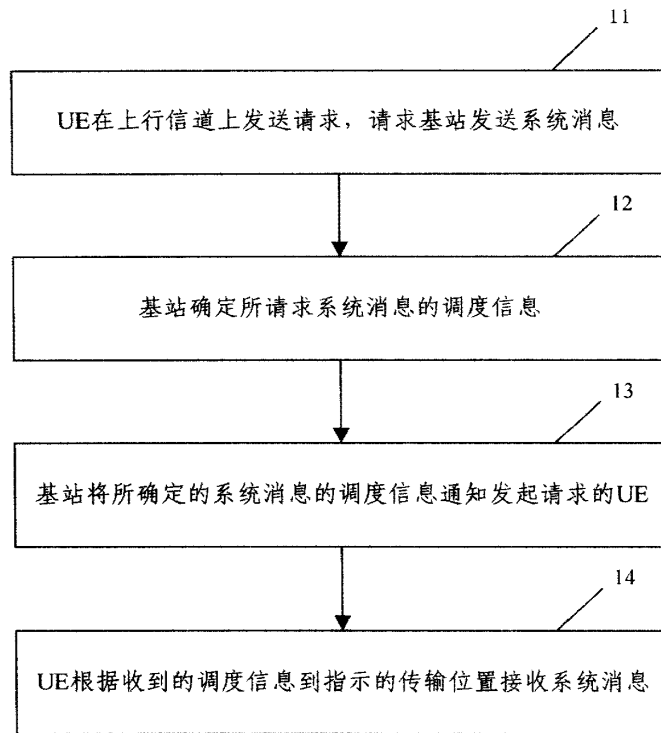 11
UE在上行信道上发送请求，请求基站发送系统消息
12
基站确定所请求系统消息的调度信息
13
基站将所确定的系统消息的调度信息通知发起请求的UE
14
UE根据收到的调度信息到指示的传输位置接收系统消息